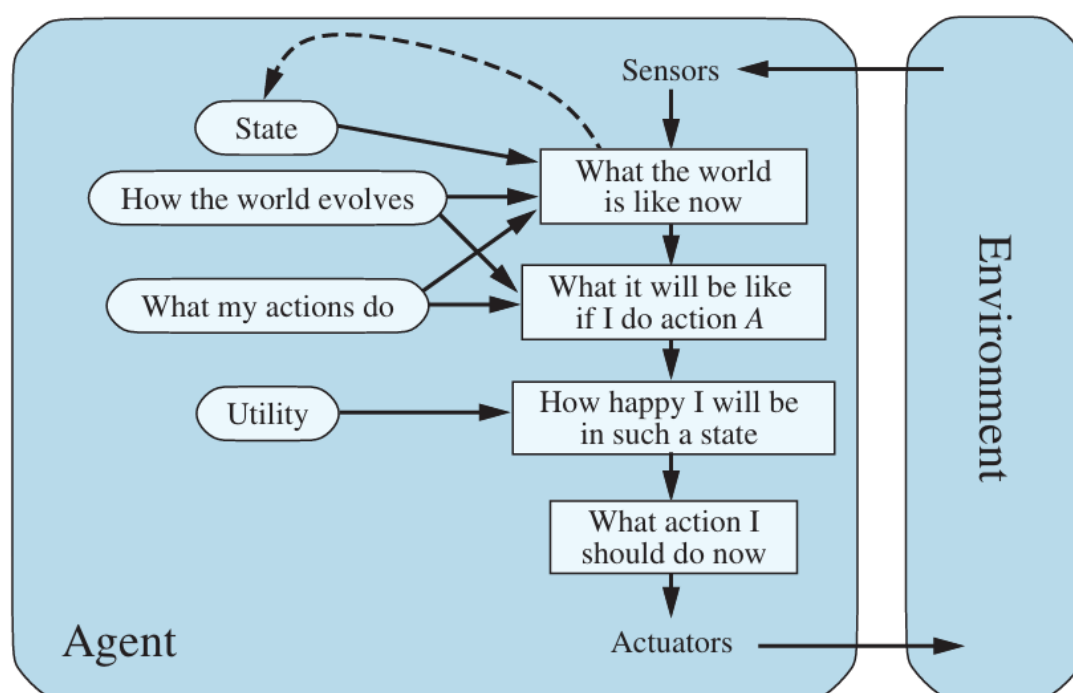 Sensors
State
What the world
is like now
How the world evolves
What it will be like
if I do action A
What my actions do
How happy I will be
in such a state
Utility
What action I
should do now
Agent
Actuators
Environment